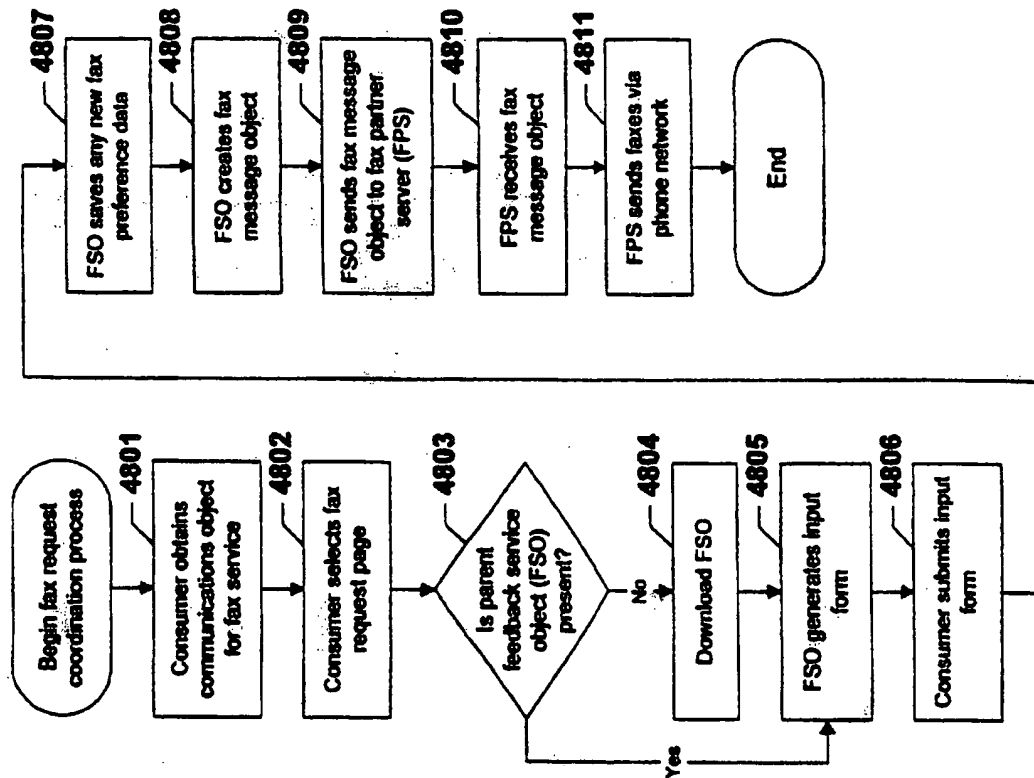 Begin fax request
coordination process
4801
Consumer obtains
communications object
for fax service
4802
Consumer selects fax
request page
4803
Is parent
feedback service
object (FSO)
present?
Yes
No
4804
Download FSO
4805
FSO generates input
form
4806
Consumer submits input
form
4807
FSO saves any new fax
preference data
4808
FSO creates fax
message object
4809
FSO sends fax message
object to fax partner
server (FPS)
4810
FPS receives fax
message object
4811
FPS sends faxes via
phone network
End